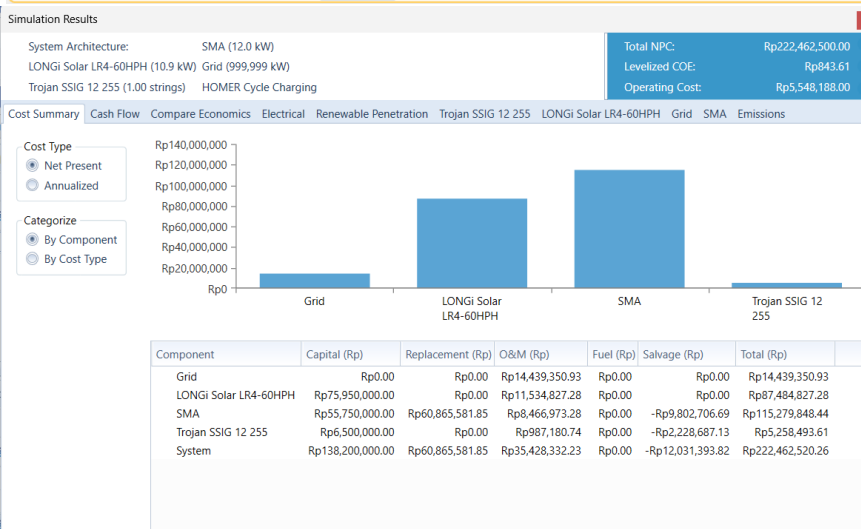 Simulation Results
System Architecture: SMA (12.0 kW)
LONGi Solar LR4-60HPH (10.9 kW) Grid (999,999 kW)
Trojan SSIG 12 255 (1.00 strings) HOMER Cycle Charging
Total NPC: Rp222,462,500.00
Levelized COE: Rp843.61
Operating Cost: Rp5,548,188.00
Cost Summary Cash Flow Compare Economics Electrical Renewable Penetration Trojan SSIG 12 255 LONGi Solar LR4-60HPH Grid SMA Emissions
Cost Type
Net Present
Annualized
Categorize
By Component
By Cost Type
Rp140,000,000
Rp120,000,000
Rp100,000,000
Rp80,000,000
Rp60,000,000
Rp40,000,000
Rp20,000,000
Rp0
Grid
LONGi Solar
LR4-60HPH
SMA
Trojan SSIG 12
255
Component Capital (Rp) Replacement (Rp) O&M (Rp) Fuel (Rp) Salvage (Rp) Total (Rp)
Grid Rp0.00 Rp0.00 Rp14,439,350.93 Rp0.00 Rp0.00 Rp14,439,350.93
LONGi Solar LR4-60HPH Rp75,950,000.00 Rp0.00 Rp11,534,827.28 Rp0.00 Rp0.00 Rp87,484,827.28
SMA Rp55,750,000.00 Rp60,865,581.85 Rp8,466,973.28 Rp0.00 -Rp9,802,706.69 Rp115,279,848.44
Trojan SSIG 12 255 Rp6,500,000.00 Rp0.00 Rp987,180.74 Rp0.00 -Rp2,228,687.13 Rp5,258,493.61
System Rp138,200,000.00 Rp60,865,581.85 Rp35,428,332.23 Rp0.00 -Rp12,031,393.82 Rp222,462,520.26